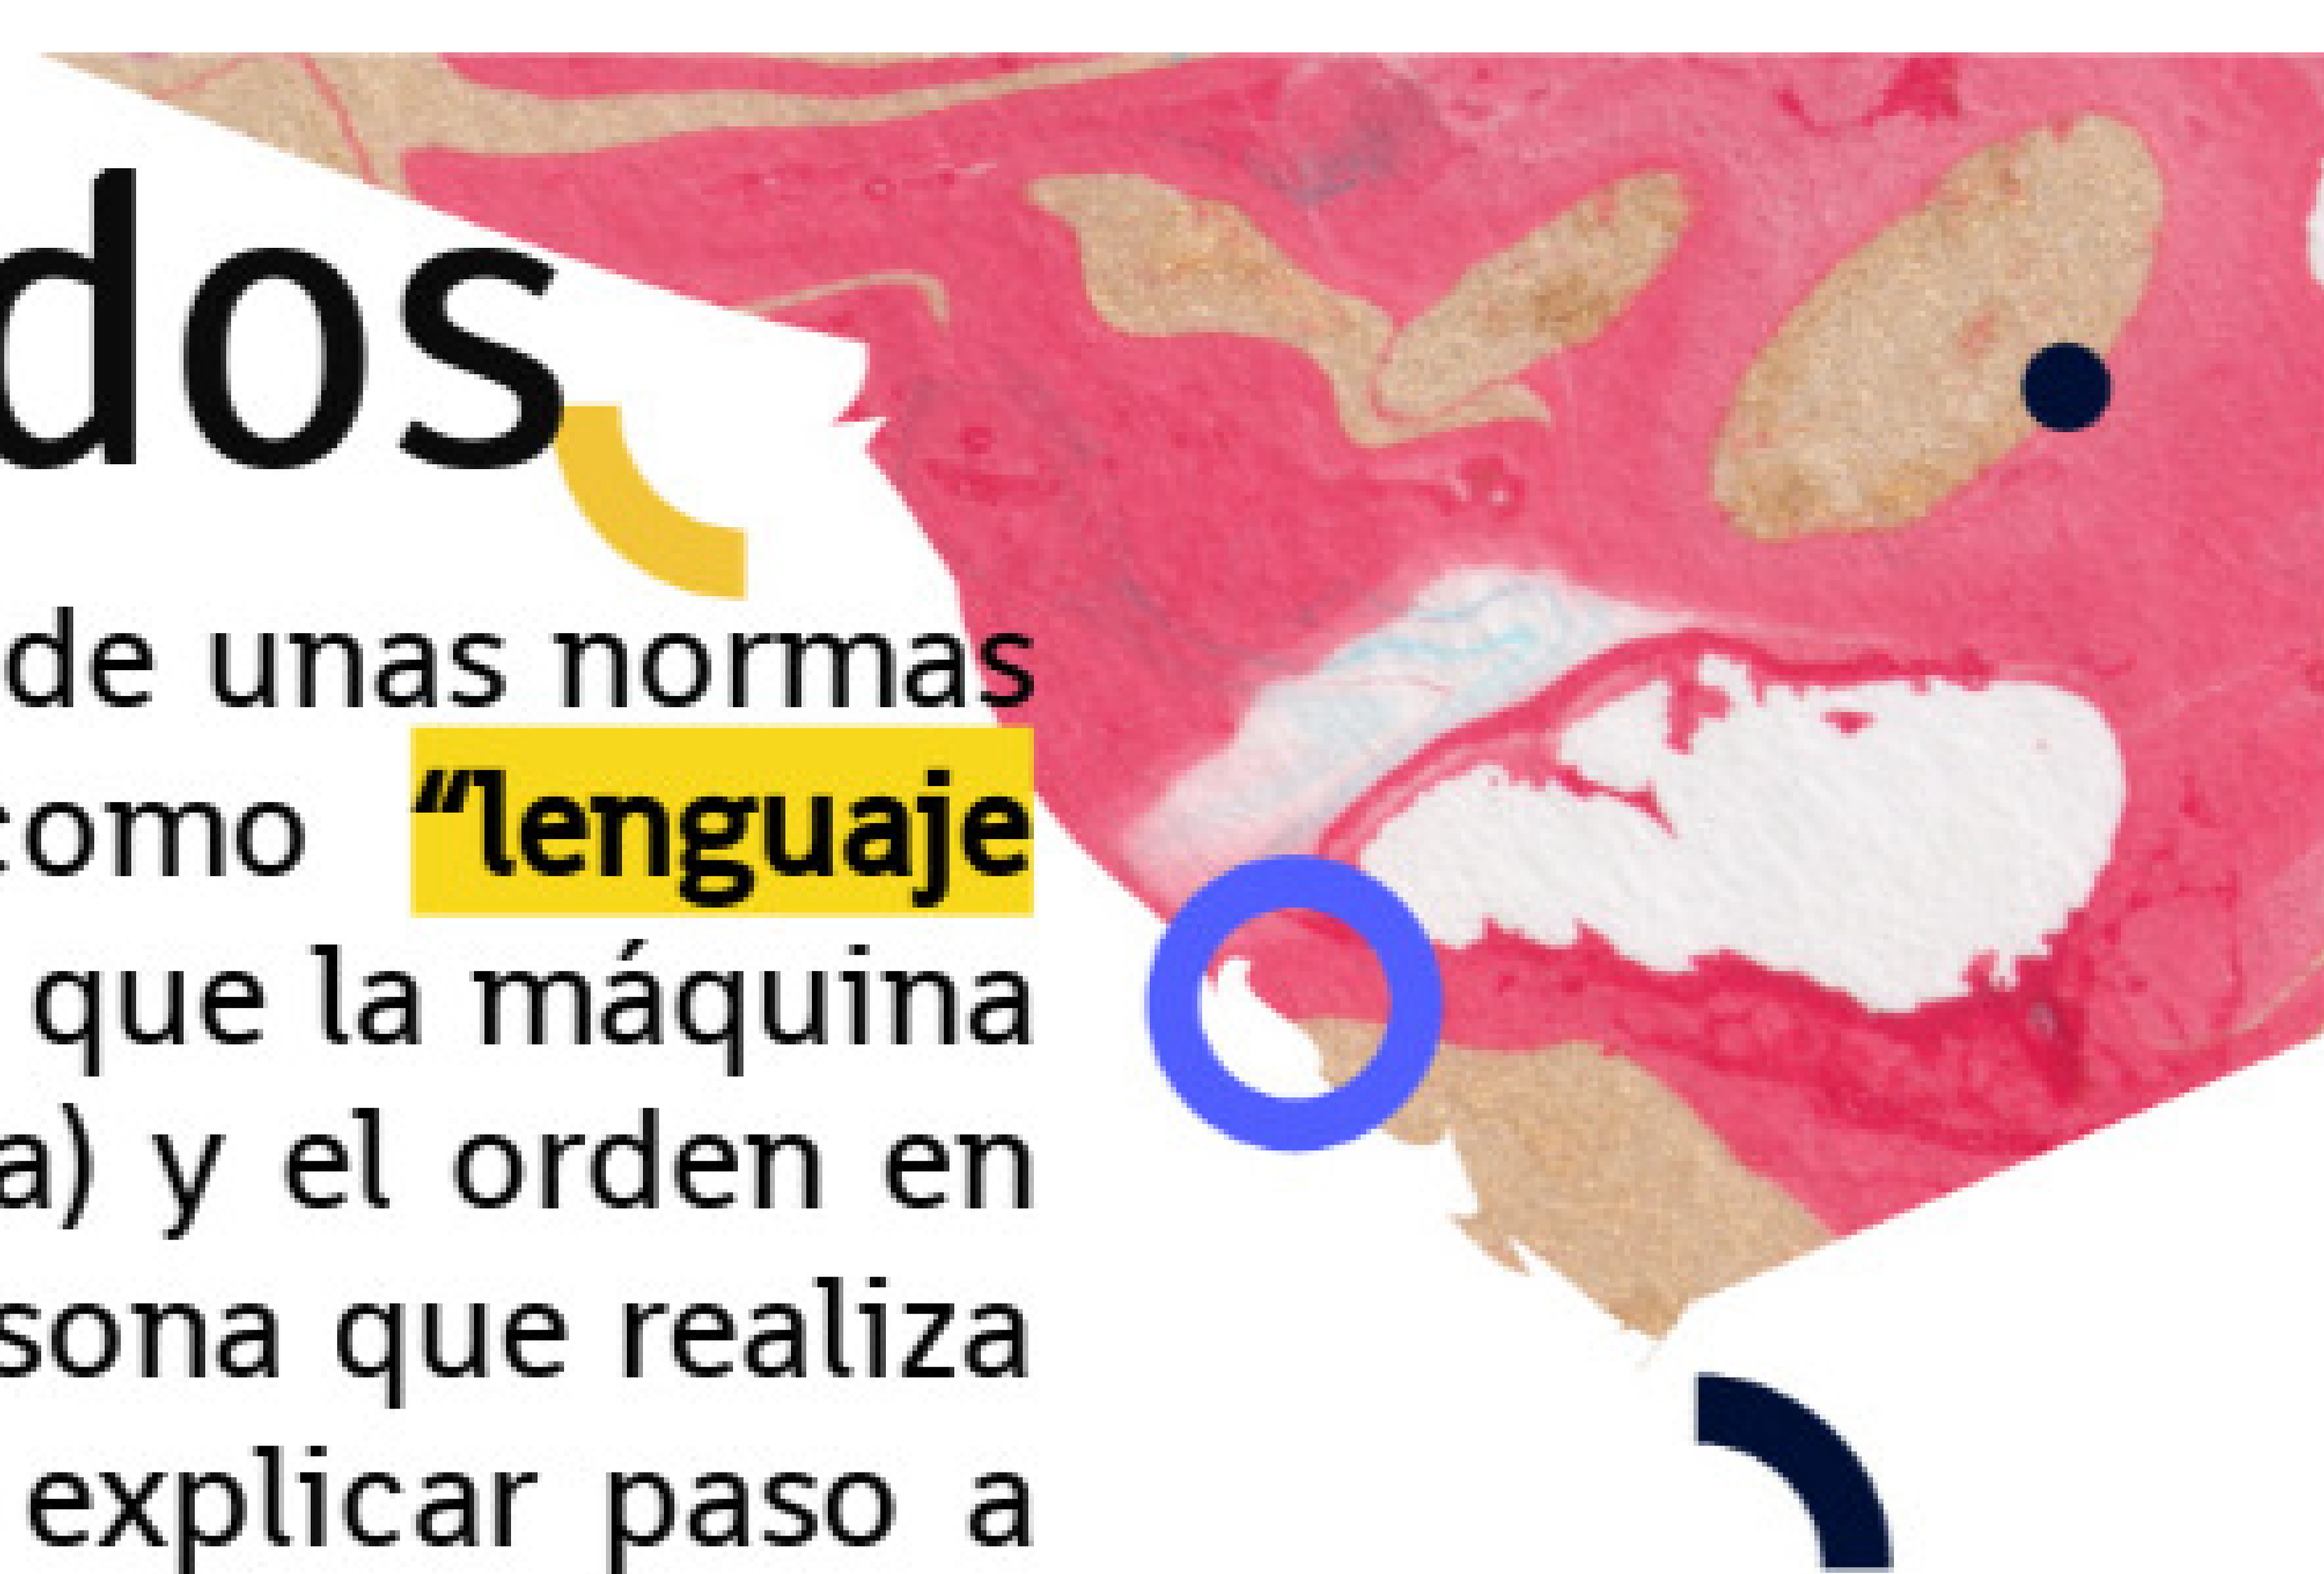 dos
de unas normas
como “lenguaje
que la máquina
a) y el orden en
sona que realiza
explicar paso a